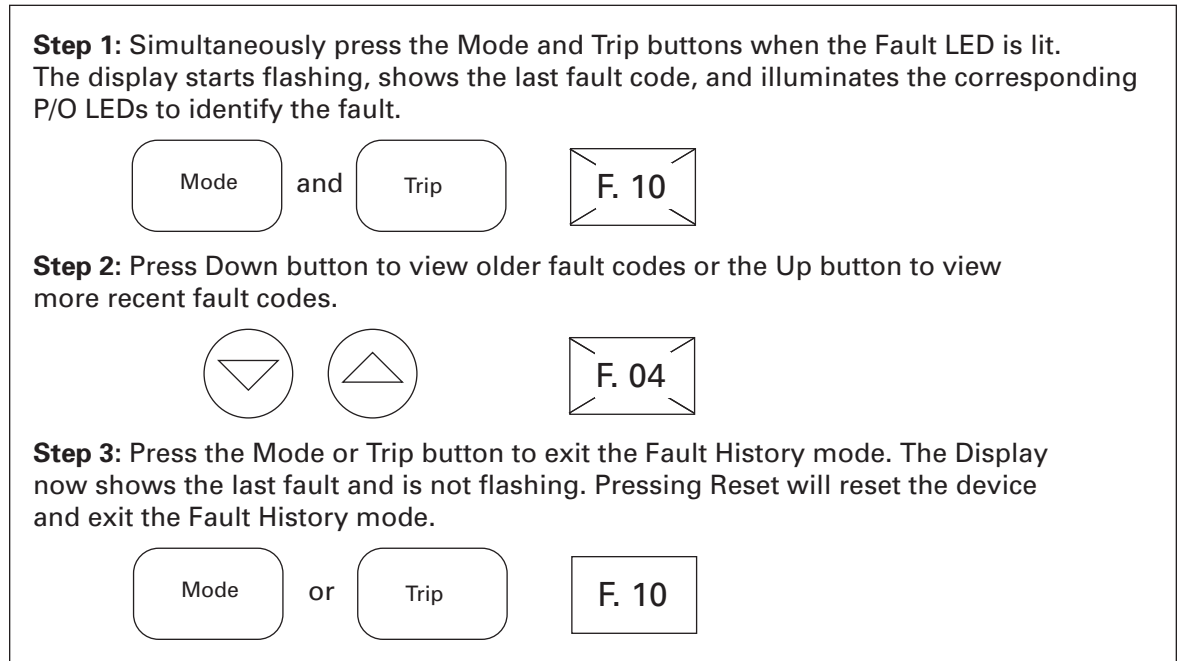 Step 1: Simultaneously press the Mode and Trip buttons when the Fault LED is lit.
The display starts flashing, shows the last fault code, and illuminates the corresponding
P/O LEDs to identify the fault.
Mode and Trip F. 10
Step 2: Press Down button to view older fault codes or the Up button to view
more recent fault codes.
F. 04
Step 3: Press the Mode or Trip button to exit the Fault History mode. The Display
now shows the last fault and is not flashing. Pressing Reset will reset the device
and exit the Fault History mode.
Mode or Trip F. 10